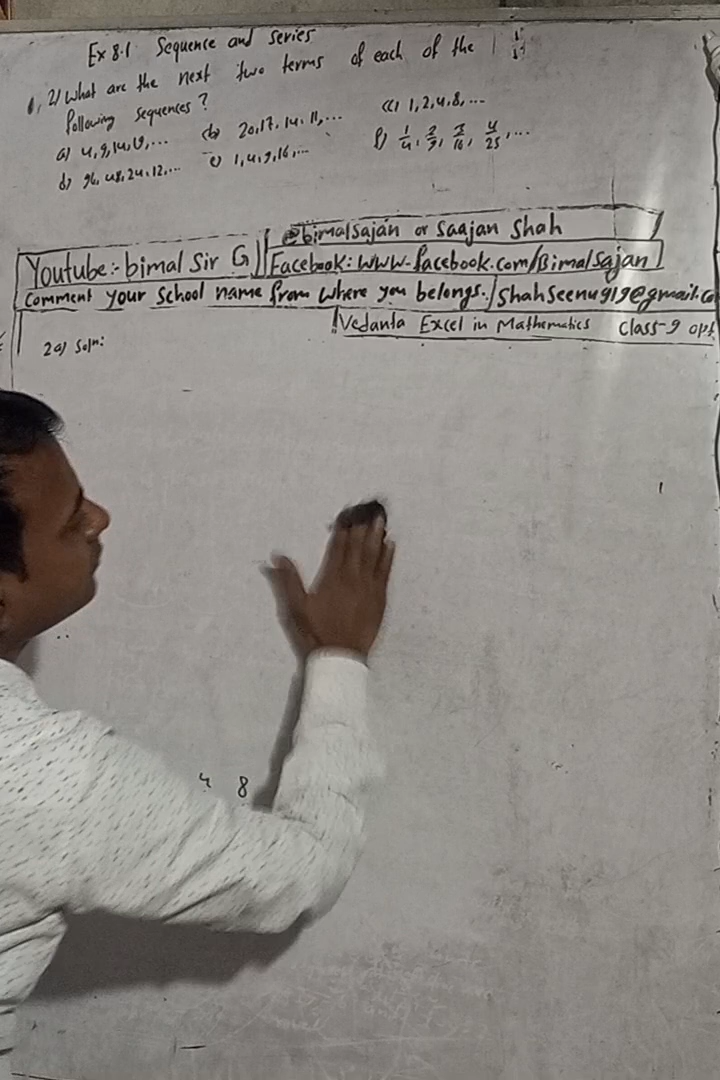 Ex 8.1 Sequence and series
1, 2) What are the next two terms of each of the
following sequences?
a) 4, 9, 14, 19,... (b) 20, 17, 14, 11,... (c) 1, 2, 4, 8,...
d) 96, 48, 24, 12,... e) 1, 4, 9, 16,... f) 1/4, 2/9, 3/16, 4/25,...
@bimalsajan or Saajan Shah
Youtube:- bimal Sir G Facebook: www.facebook.com/Bimalsajan
Comment your School name from where you belongs. / Shahseenu919@gmail.co
Vedanta Excel in Mathematics Class-9 opt
2a) Soln:
4 8